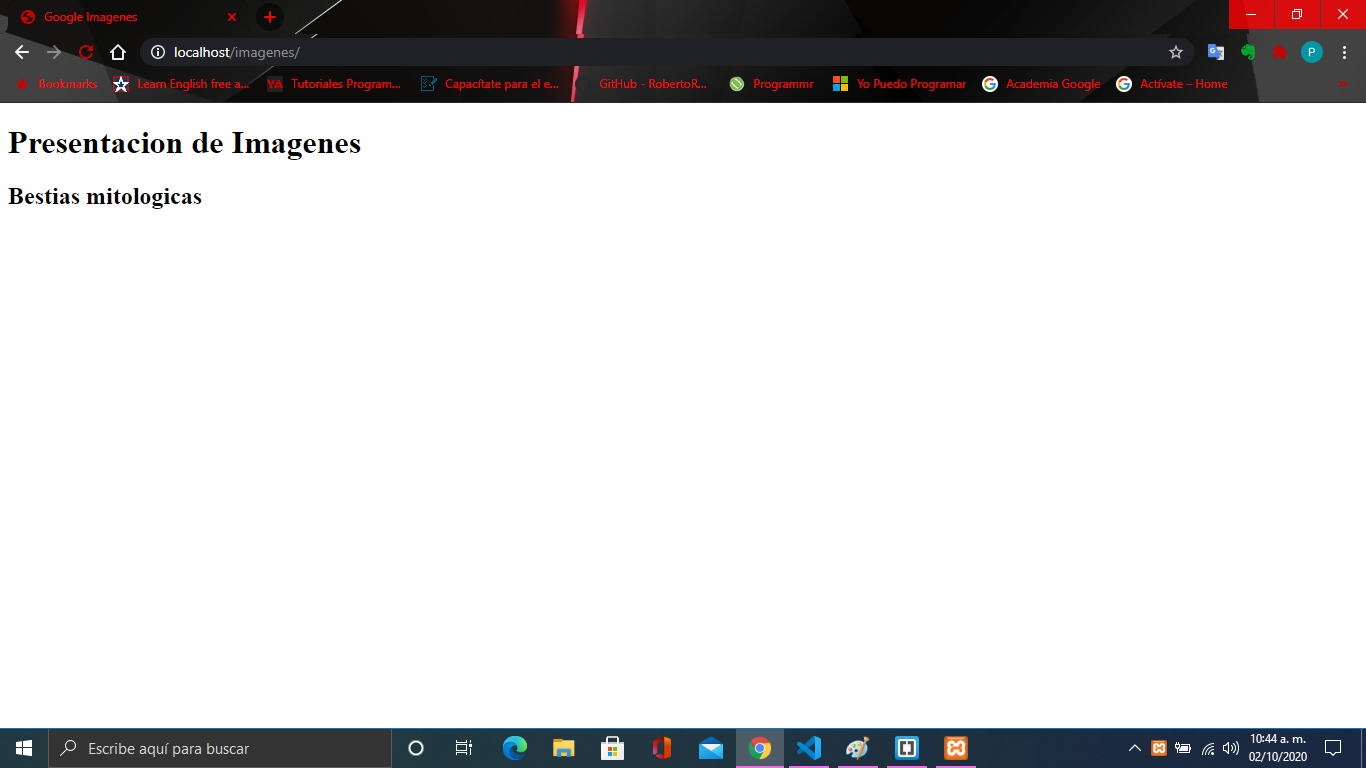 Google Imagenes
localhost/imagenes/
P
Bookmarks
Learn English free a...
YA
Tutoriales Program...
Capacítate para el e...
GitHub - RobertoR...
Programmr
Yo Puedo Programar
Academia Google
Actívate – Home
Presentacion de Imagenes
Bestias mitologicas
Escribe aquí para buscar
10:44 a. m.
02/10/2020